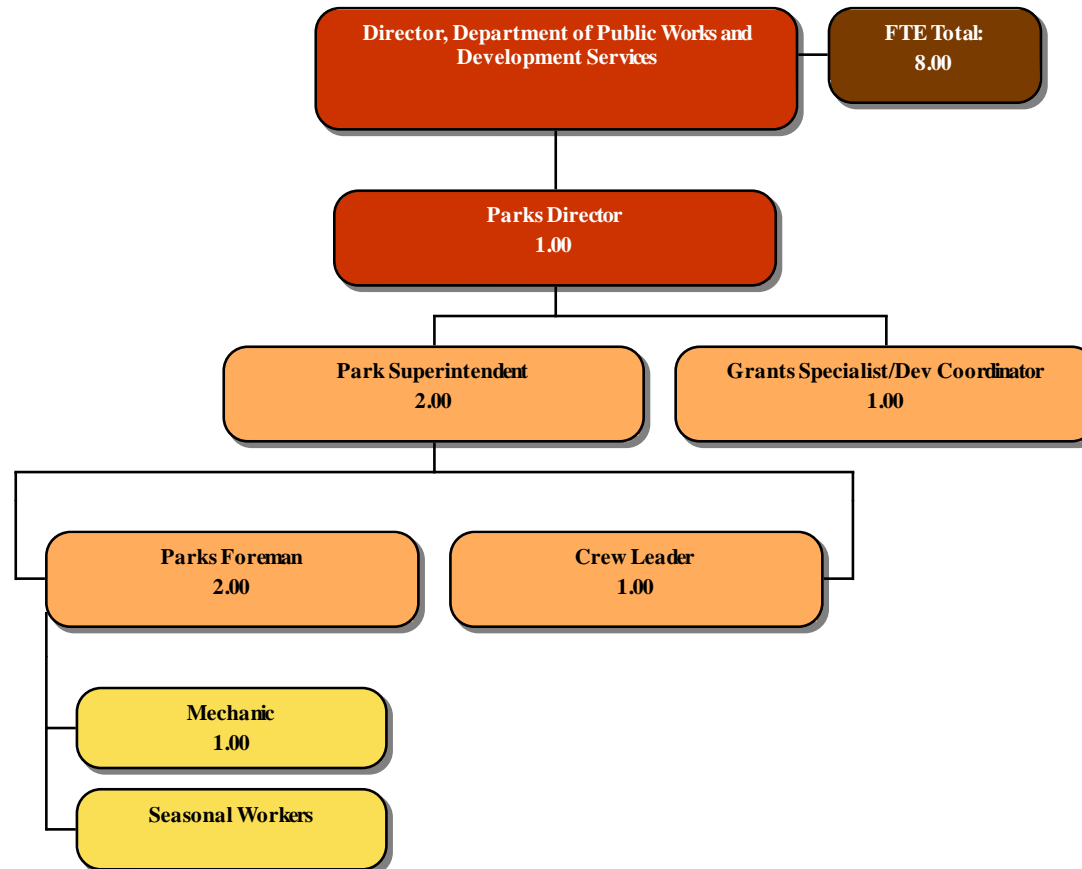 Director, Department of Public Works and
Development Services
FTE Total:
8.00
Parks Director
1.00
Park Superintendent
2.00
Grants Specialist/Dev Coordinator
1.00
Parks Foreman
2.00
Crew Leader
1.00
Mechanic
1.00
Seasonal Workers